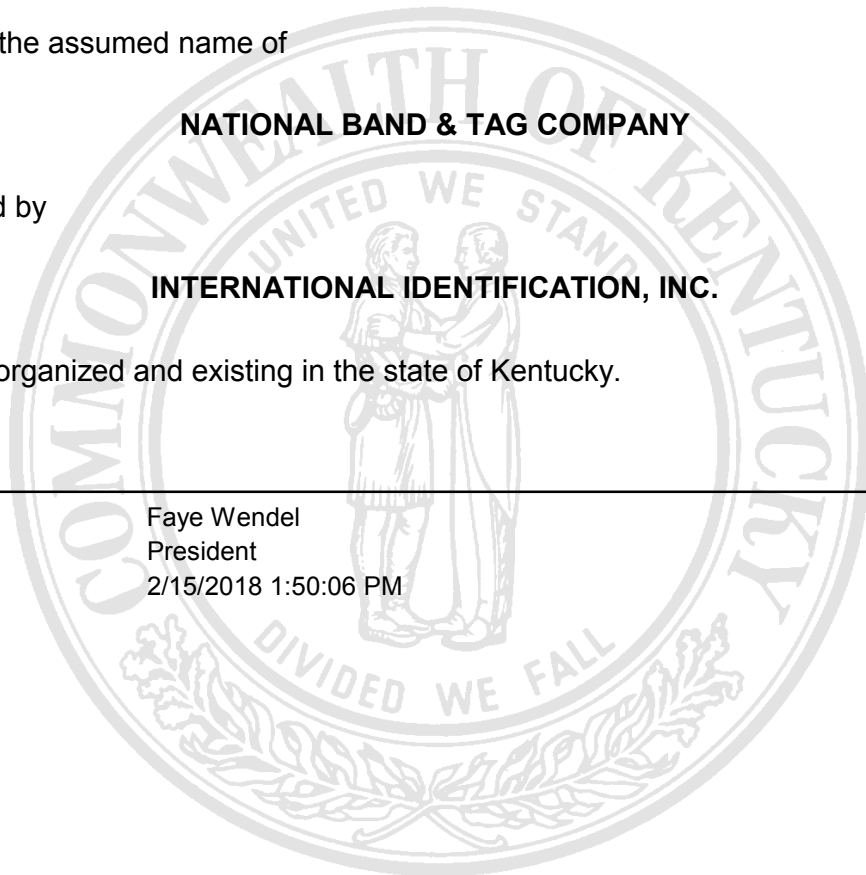 the assumed name of
NATIONAL BAND & TAG COMPANY
d by
INTERNATIONAL IDENTIFICATION, INC.
organized and existing in the state of Kentucky.
Faye Wendel
President
2/15/2018 1:50:06 PM
COMMONWEALTH OF KENTUCKY
UNITED WE STAND
DIVIDED WE FALL